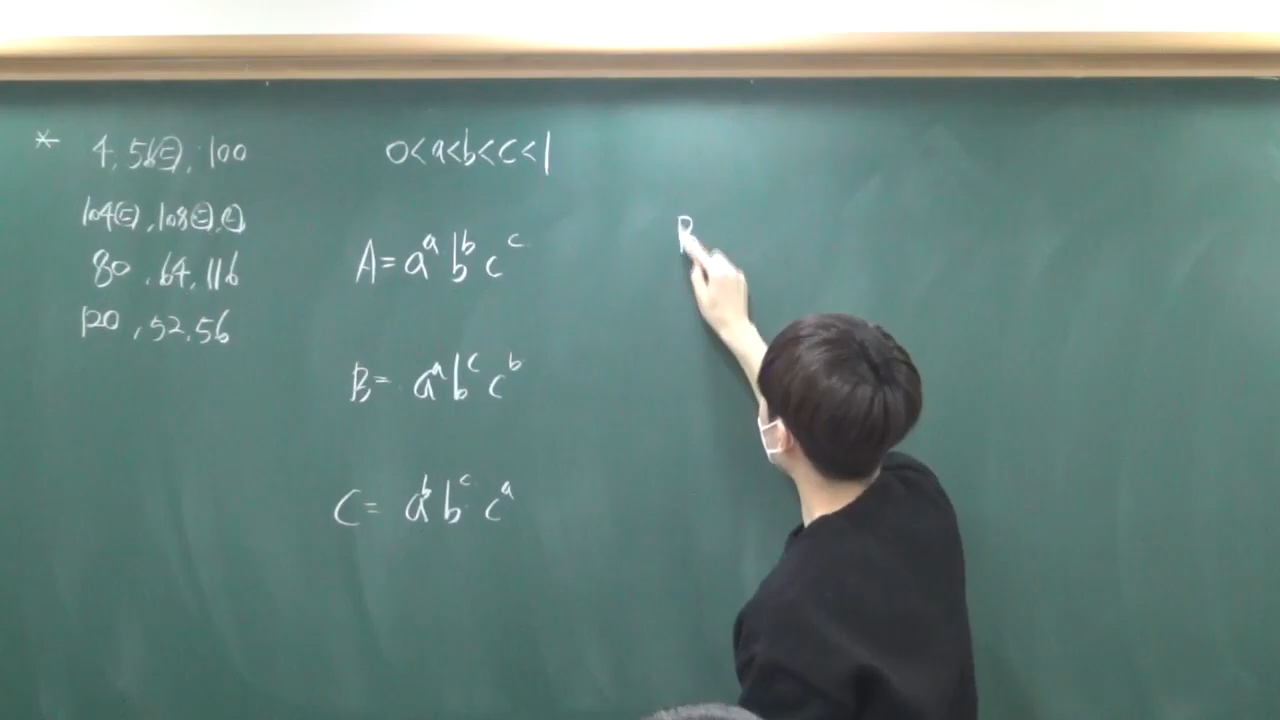 * 4, 56㉢, 100
104㉢, 108㉢,㉡
80, 64, 116
120, 52, 56
0<a<b<c<1
A = a^a b^b c^c
B = a^a b^c c^b
C = a^b b^c c^a